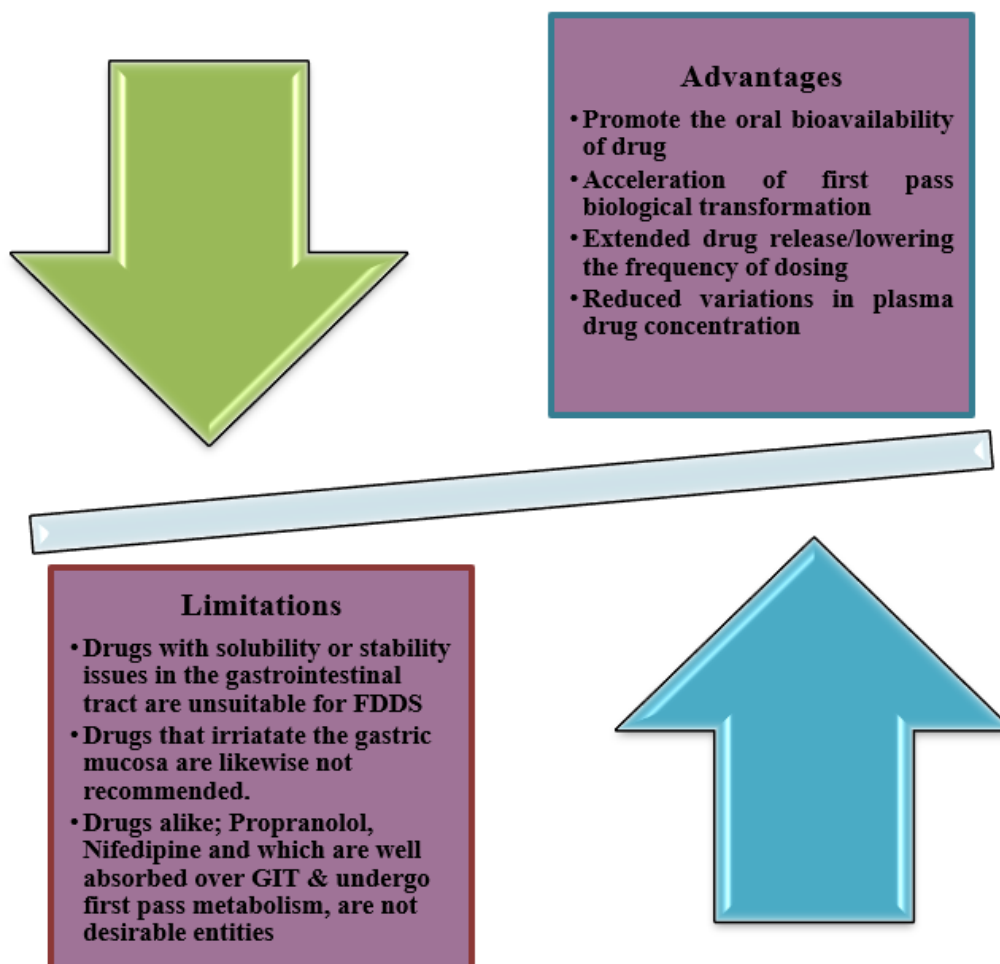 Advantages
• Promote the oral bioavailability
of drug
• Acceleration of first pass
biological transformation
• Extended drug release/lowering
the frequency of dosing
• Reduced variations in plasma
drug concentration
Limitations
• Drugs with solubility or stability
issues in the gastrointestinal
tract are unsuitable for FDDS
• Drugs that irriatate the gastric
mucosa are likewise not
recommended.
• Drugs alike; Propranolol,
Nifedipine and which are well
absorbed over GIT & undergo
first pass metabolism, are not
desirable entities